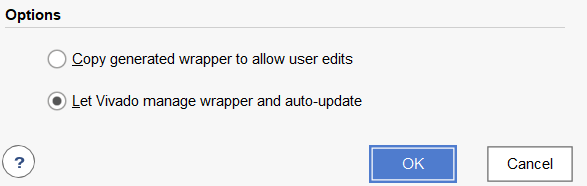 Options
Copy generated wrapper to allow user edits
Let Vivado manage wrapper and auto-update
?
OK
Cancel